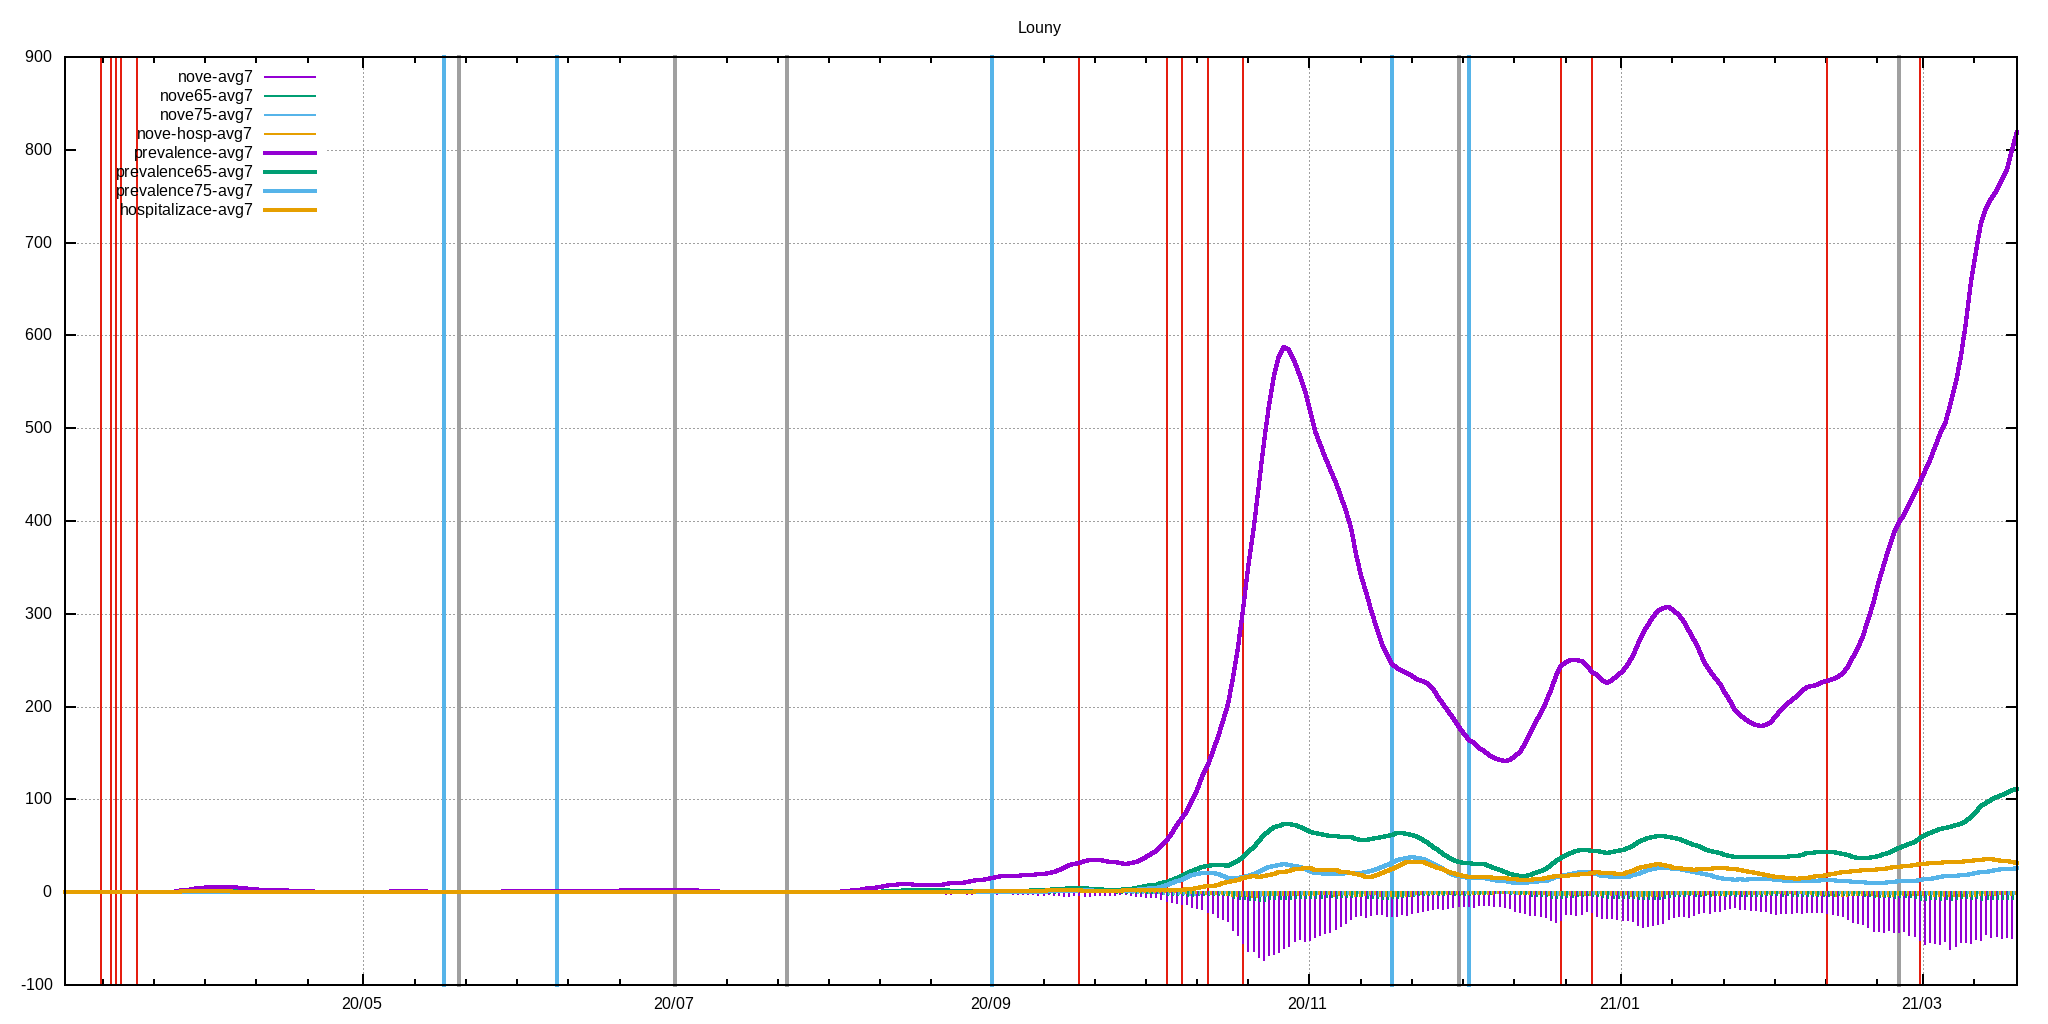 Louny
900
800
700
600
500
400
300
200
100
0
-100
nove-avg7
nove65-avg7
nove75-avg7
nove-hosp-avg7
prevalence-avg7
prevalence65-avg7
prevalence75-avg7
hospitalizace-avg7
20/05 20/07 20/09 20/11 21/01 21/03